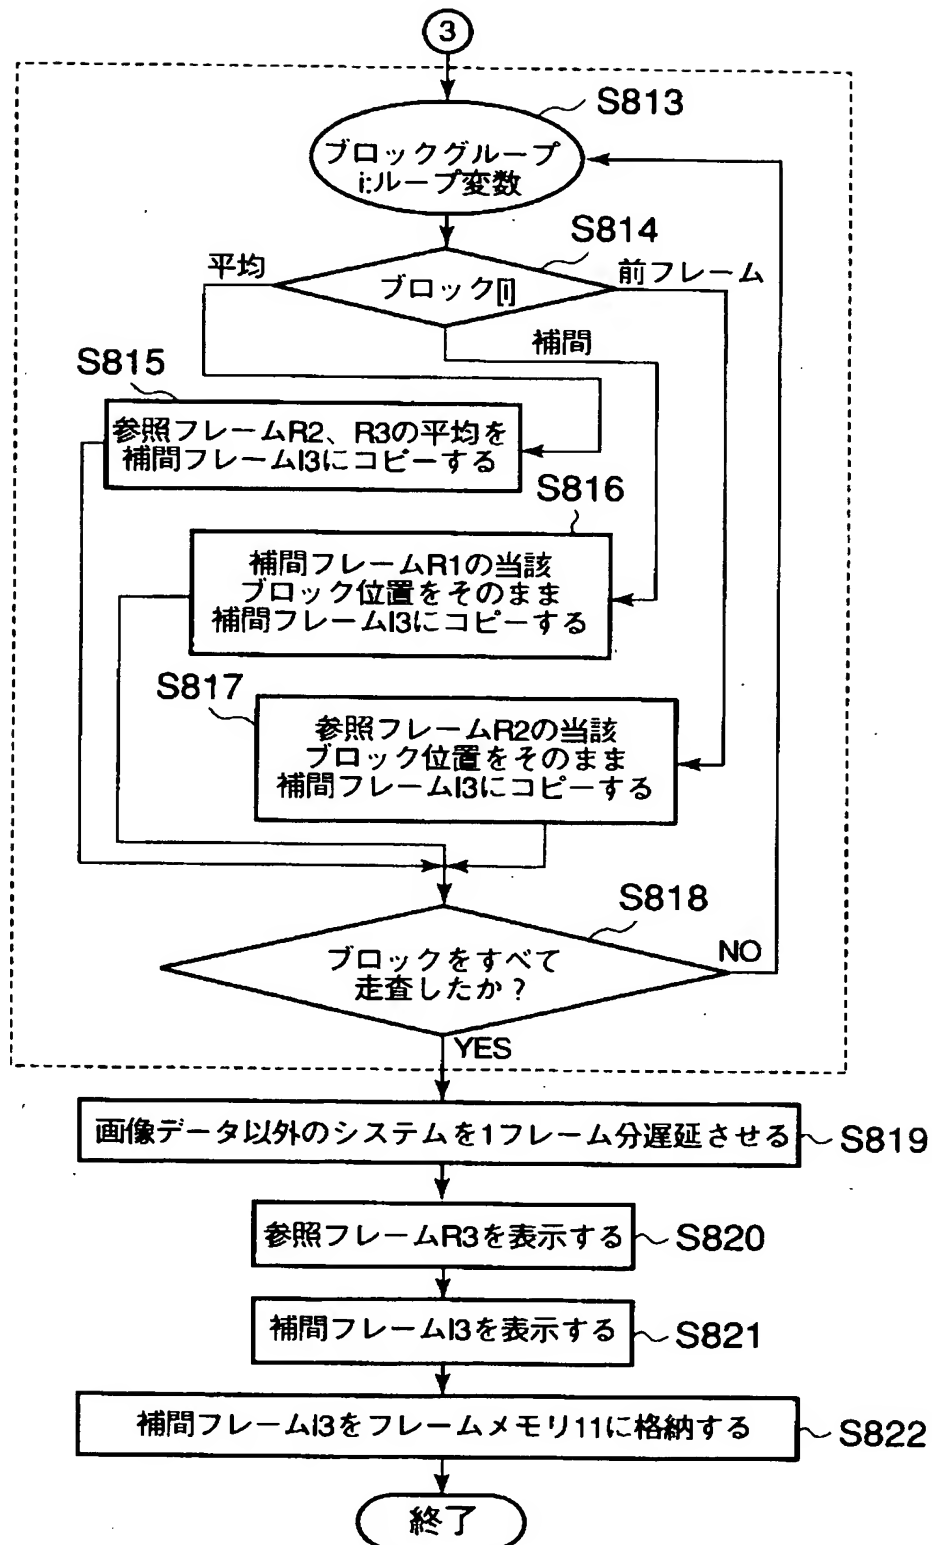 3
S813
ブロックグループ
i:ループ変数
S814
平均
前フレーム
ブロック[i]
補間
S815
参照フレームR2、R3の平均を
補間フレームI3にコピーする
S816
補間フレームR1の当該
ブロック位置をそのまま
補間フレームI3にコピーする
S817
参照フレームR2の当該
ブロック位置をそのまま
補間フレームI3にコピーする
S818
ブロックをすべて
走査したか?
NO
YES
画像データ以外のシステムを1フレーム分遅延させる
S819
参照フレームR3を表示する
S820
補間フレームI3を表示する
S821
補間フレームI3をフレームメモリ11に格納する
S822
終了